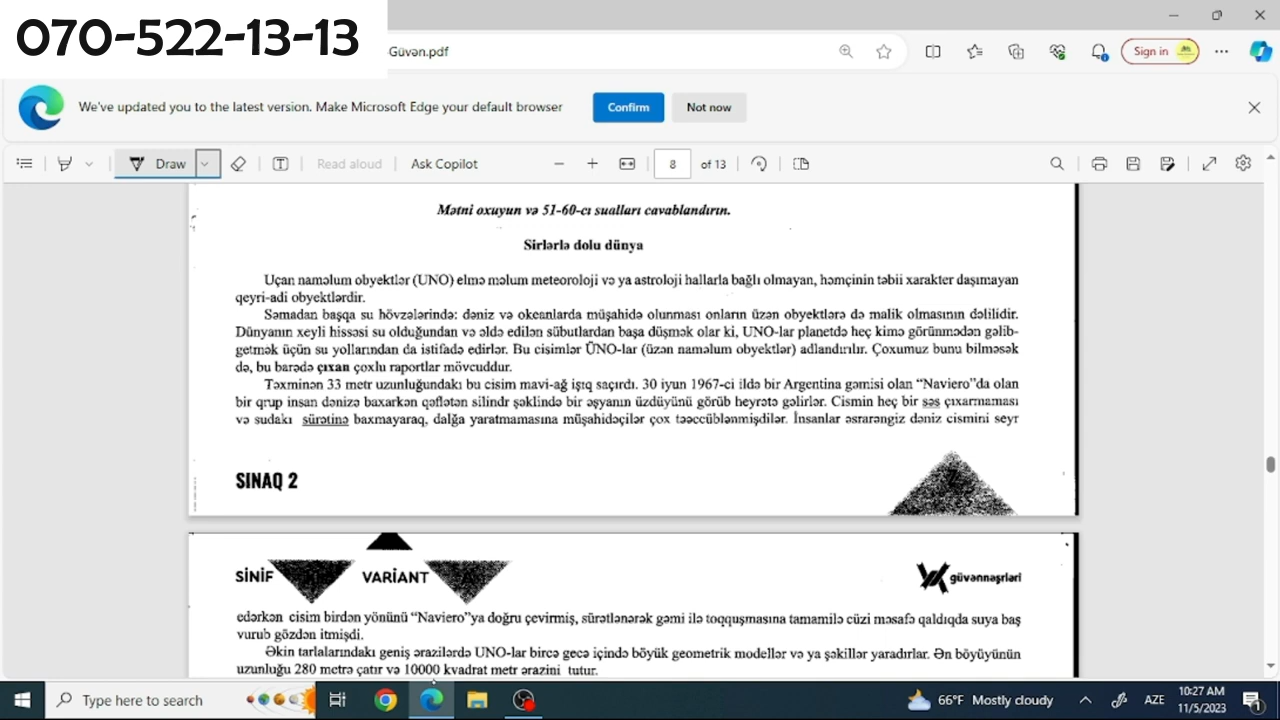 070-522-13-13
-Güvən.pdf
Sign in
We've updated you to the latest version. Make Microsoft Edge your default browser
Confirm
Not now
Draw
Read aloud
Ask Copilot
8 of 13
Mətni oxuyun və 51-60-cı sualları cavablandırın.
Sirlərlə dolu dünya
Uçan naməlum obyektlər (UNO) elmə məlum meteoroloji və ya astroloji hallarla bağlı olmayan, həmçinin təbii xarakter daşımayan
qeyri-adi obyektlərdir.
Səmadan başqa su hövzələrində: dəniz və okeanlarda müşahidə olunması onların üzən obyektlərə də malik olmasının dəlilidir.
Dünyanın xeyli hissəsi su olduğundan və əldə edilən sübutlardan başa düşmək olar ki, UNO-lar planetdə heç kimə görünmədən gəlib-
getmək üçün su yollarından da istifadə edirlər. Bu cisimlər ÜNO-lar (üzən naməlum obyektlər) adlandırılır. Çoxumuz bunu bilməsək
də, bu barədə çıxan çoxlu raportlar mövcuddur.
Təxminən 33 metr uzunluğundakı bu cisim mavi-ağ işıq saçırdı. 30 iyun 1967-ci ildə bir Argentina gəmisi olan “Naviero”da olan
bir qrup insan dənizə baxarkən qəflətən silindr şəklində bir əşyanın üzdüyünü görüb heyrətə gəlirlər. Cismin heç bir səs çıxarmaması
və sudakı sürətinə baxmayaraq, dalğa yaratmamasına müşahidəçilər çox təəccüblənmişdilər. İnsanlar əsrarəngiz dəniz cismini seyr
SINAQ 2
SİNİF
VARİANT
güvənnəşrləri
edərkən cisim birdən yönünü “Naviero”ya doğru çevirmiş, sürətlənərək gəmi ilə toqquşmasına tamamilə cüzi məsafə qaldıqda suya baş
vurub gözdən itmişdi.
Əkin tarlalarındakı geniş ərazilərdə UNO-lar bircə gecə içində böyük geometrik modellər və ya şəkillər yaradırlar. Ən böyüyünün
uzunluğu 280 metrə çatır və 10000 kvadrat metr ərazini tutur.
Type here to search
66°F Mostly cloudy
AZE
10:27 AM
11/5/2023